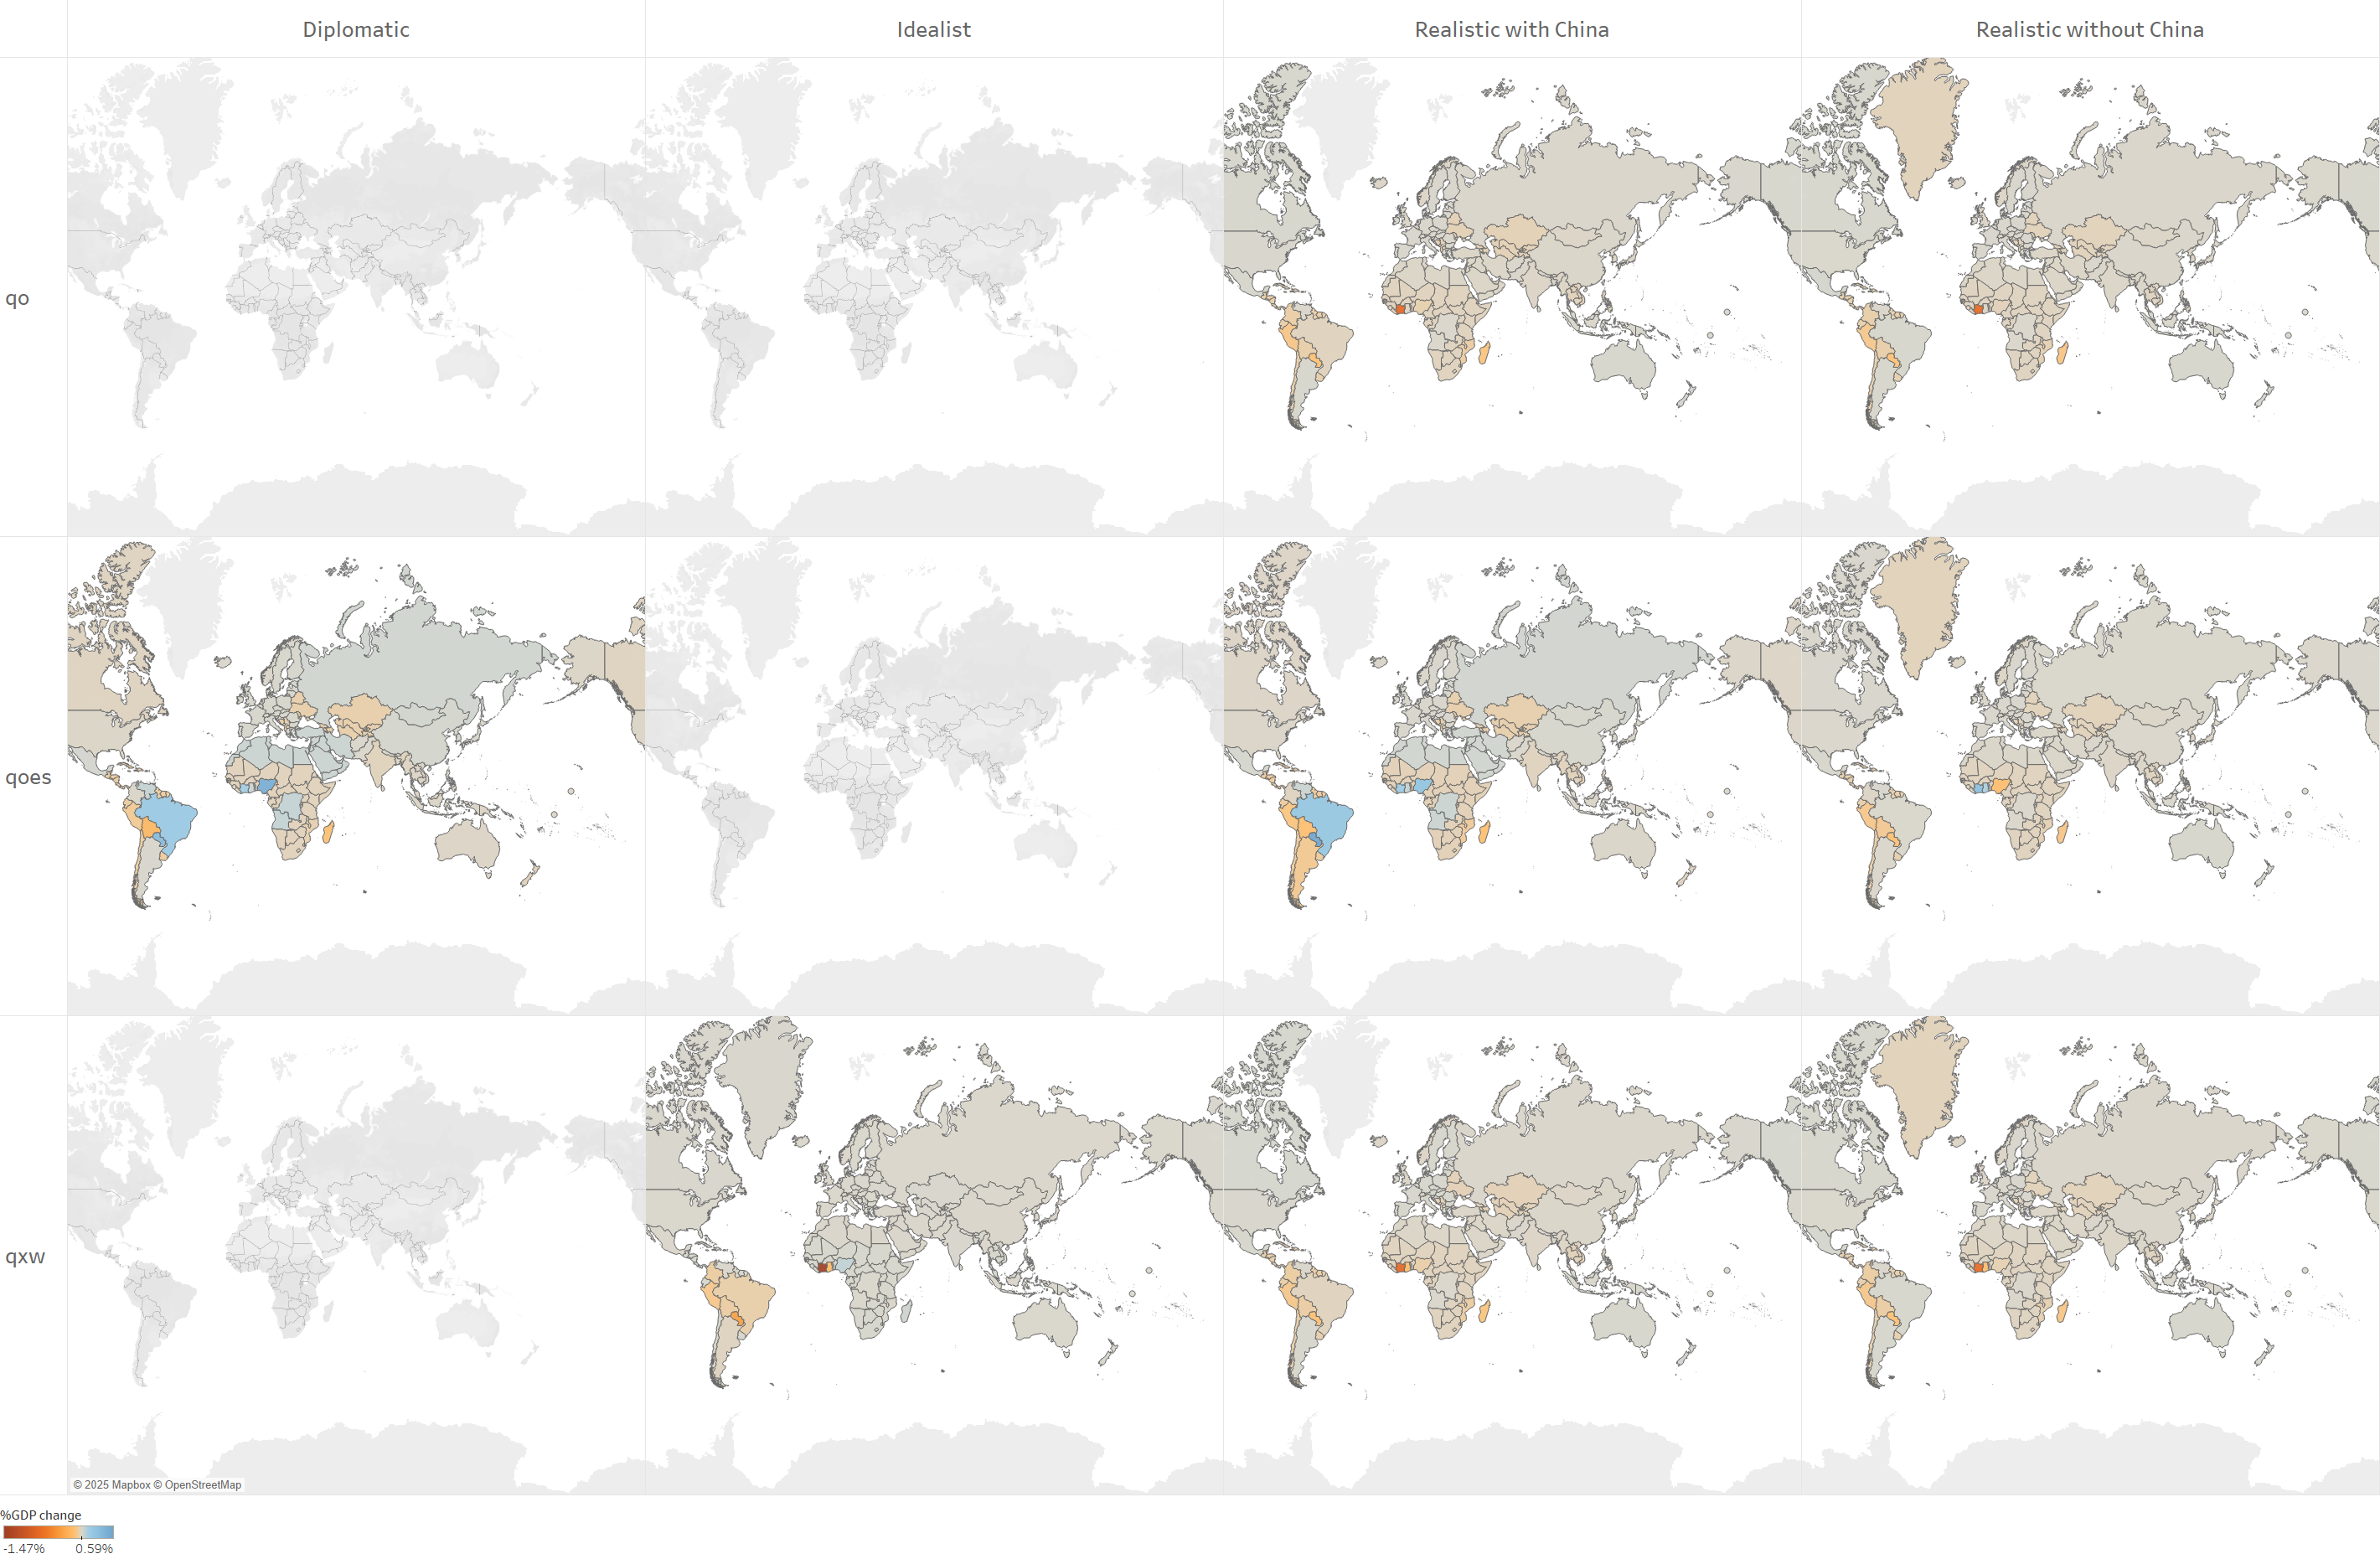 Diplomatic
Idealist
Realistic with China
Realistic without China
qo
qoes
qxw
© 2025 Mapbox © OpenStreetMap
%GDP change
-1.47%
0.59%